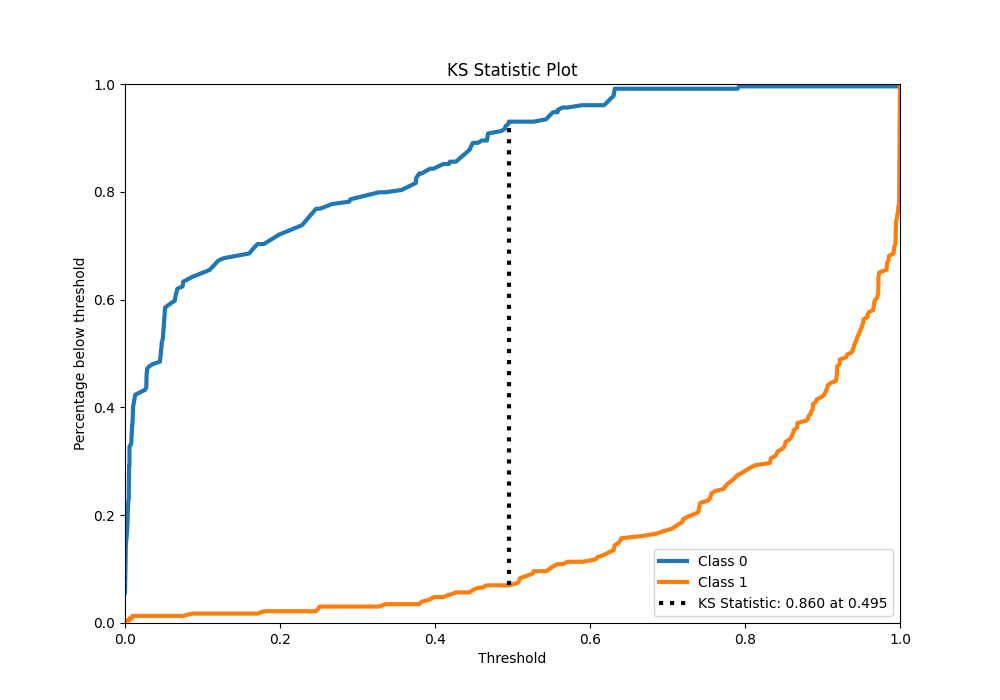 KS Statistic Plot
1.0
0.8
0.6
0.4
0.2
0.0
Percentage below threshold
0.0 0.2 0.4 0.6 0.8 1.0
Threshold
Class 0
Class 1
KS Statistic: 0.860 at 0.495